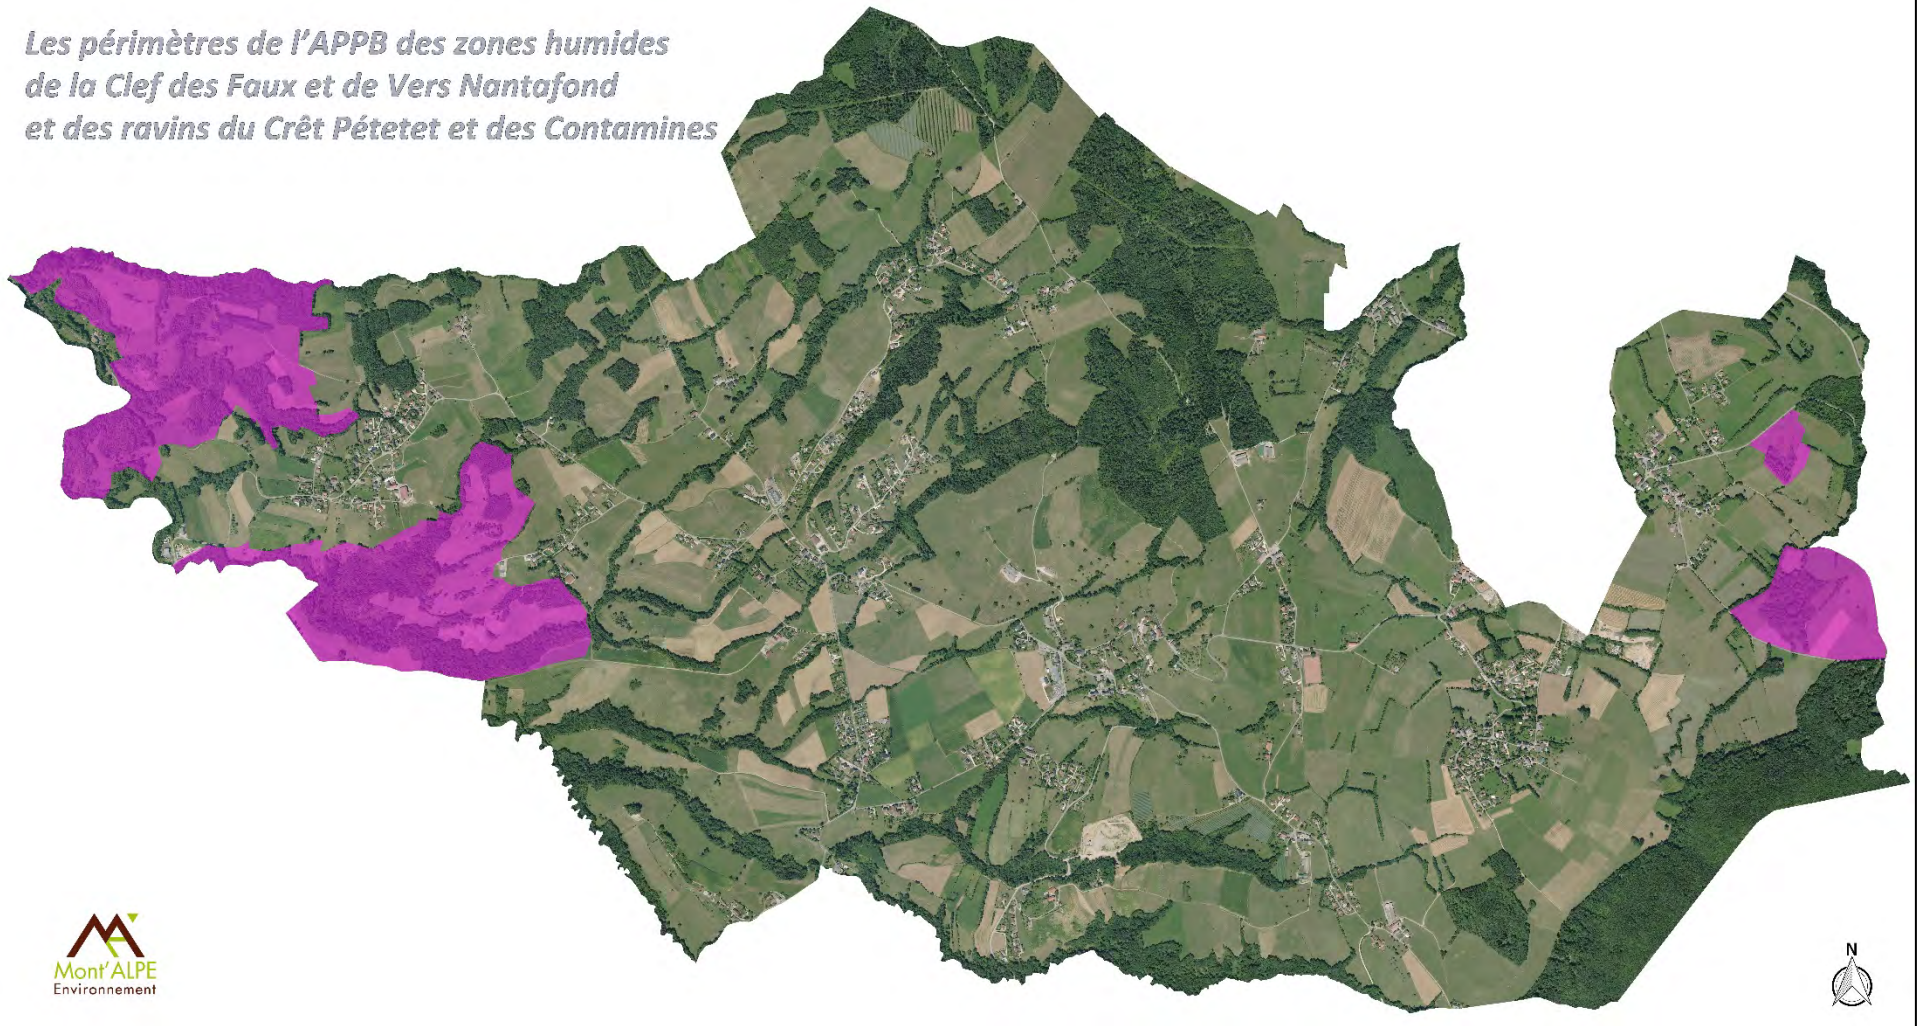 Les périmètres de l'APPB des zones humides
de la Clef des Faux et de Vers Nantafond
et des ravins du Crêt Pétetet et des Contamines
Mont'ALPE
Environnement
N